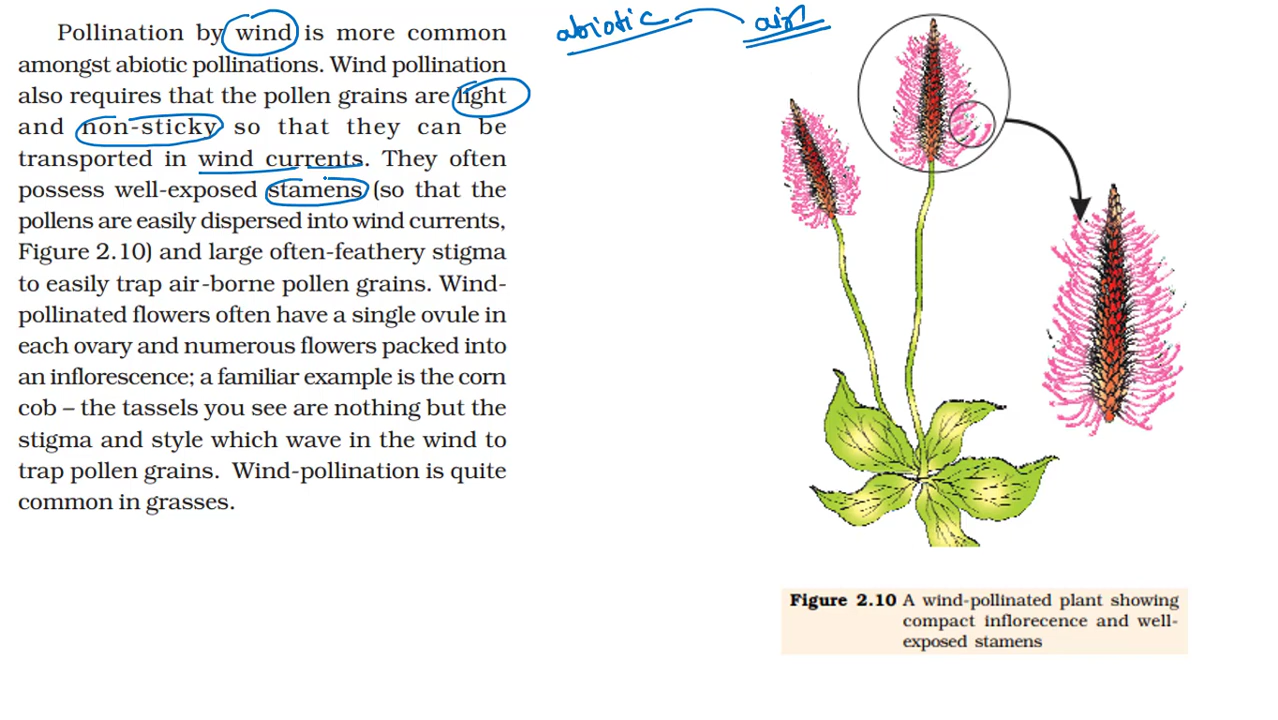 Pollination by wind is more common
amongst abiotic pollinations. Wind pollination
also requires that the pollen grains are light
and non-sticky so that they can be
transported in wind currents. They often
possess well-exposed stamens (so that the
pollens are easily dispersed into wind currents,
Figure 2.10) and large often-feathery stigma
to easily trap air-borne pollen grains. Wind-
pollinated flowers often have a single ovule in
each ovary and numerous flowers packed into
an inflorescence; a familiar example is the corn
cob – the tassels you see are nothing but the
stigma and style which wave in the wind to
trap pollen grains. Wind-pollination is quite
common in grasses.
abiotic air
Figure 2.10 A wind-pollinated plant showing
compact inflorecence and well-
exposed stamens